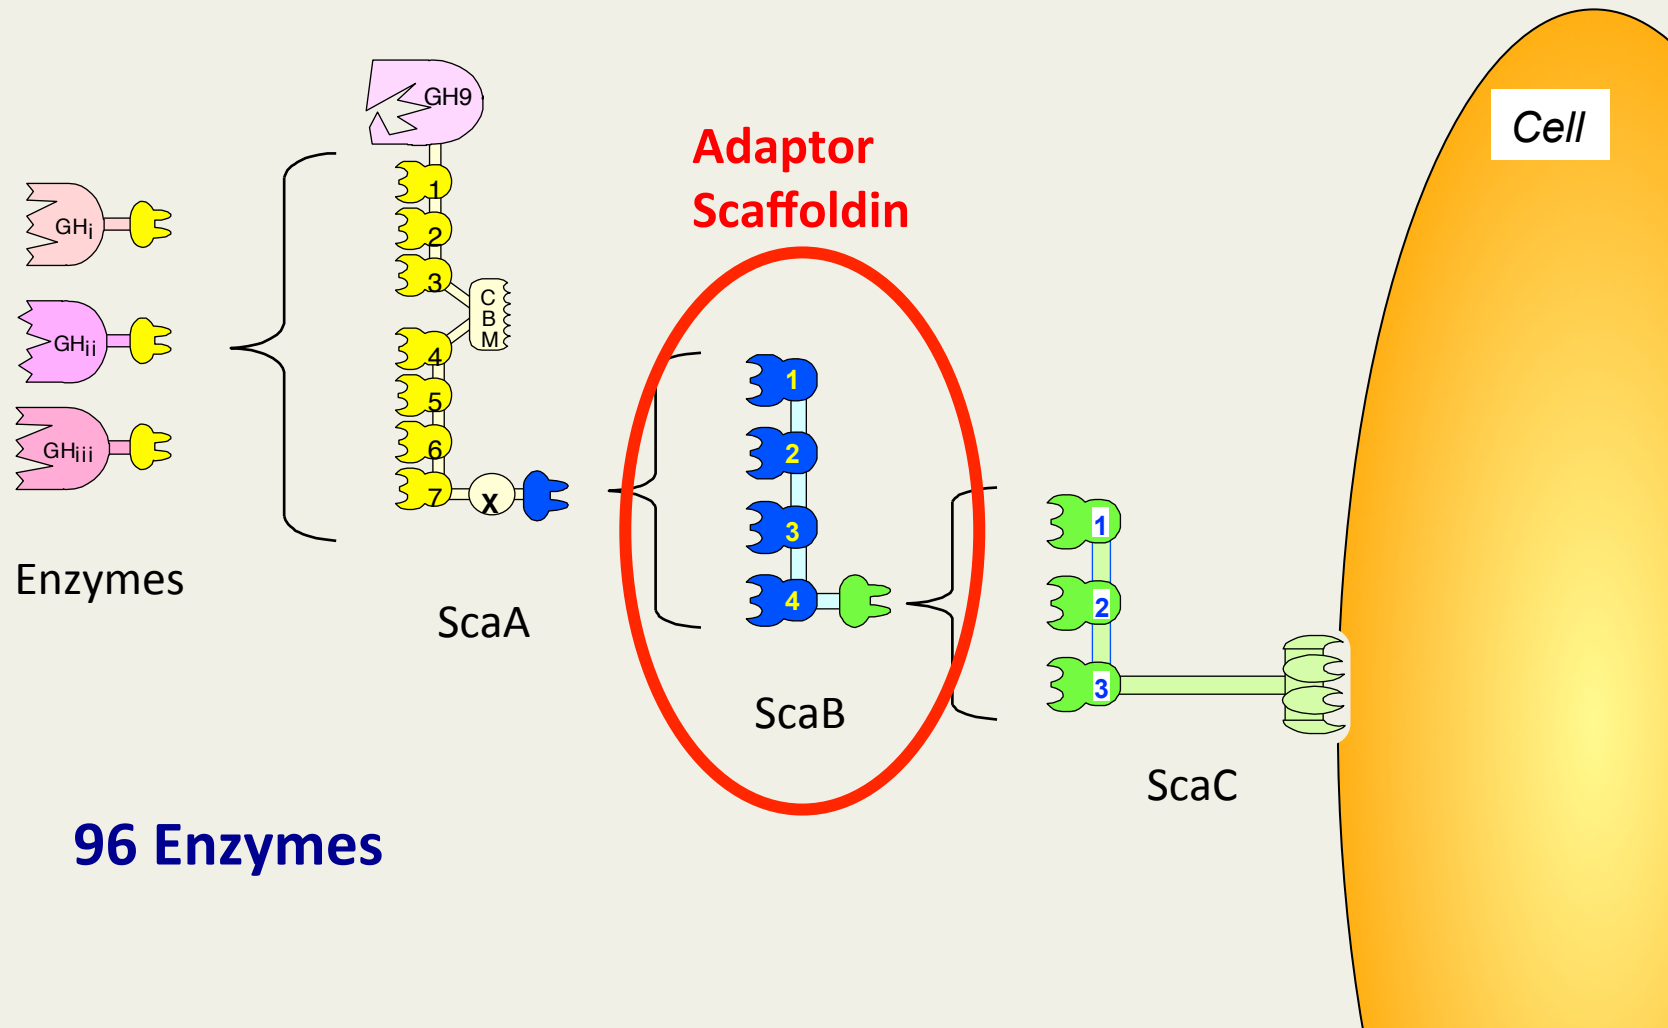 GHi
GHii
GHiii
Enzymes
GH9
1
2
3
C
B
M
4
5
6
7
X
ScaA
Adaptor
Scaffoldin
1
2
3
4
ScaB
1
2
3
ScaC
Cell
96 Enzymes